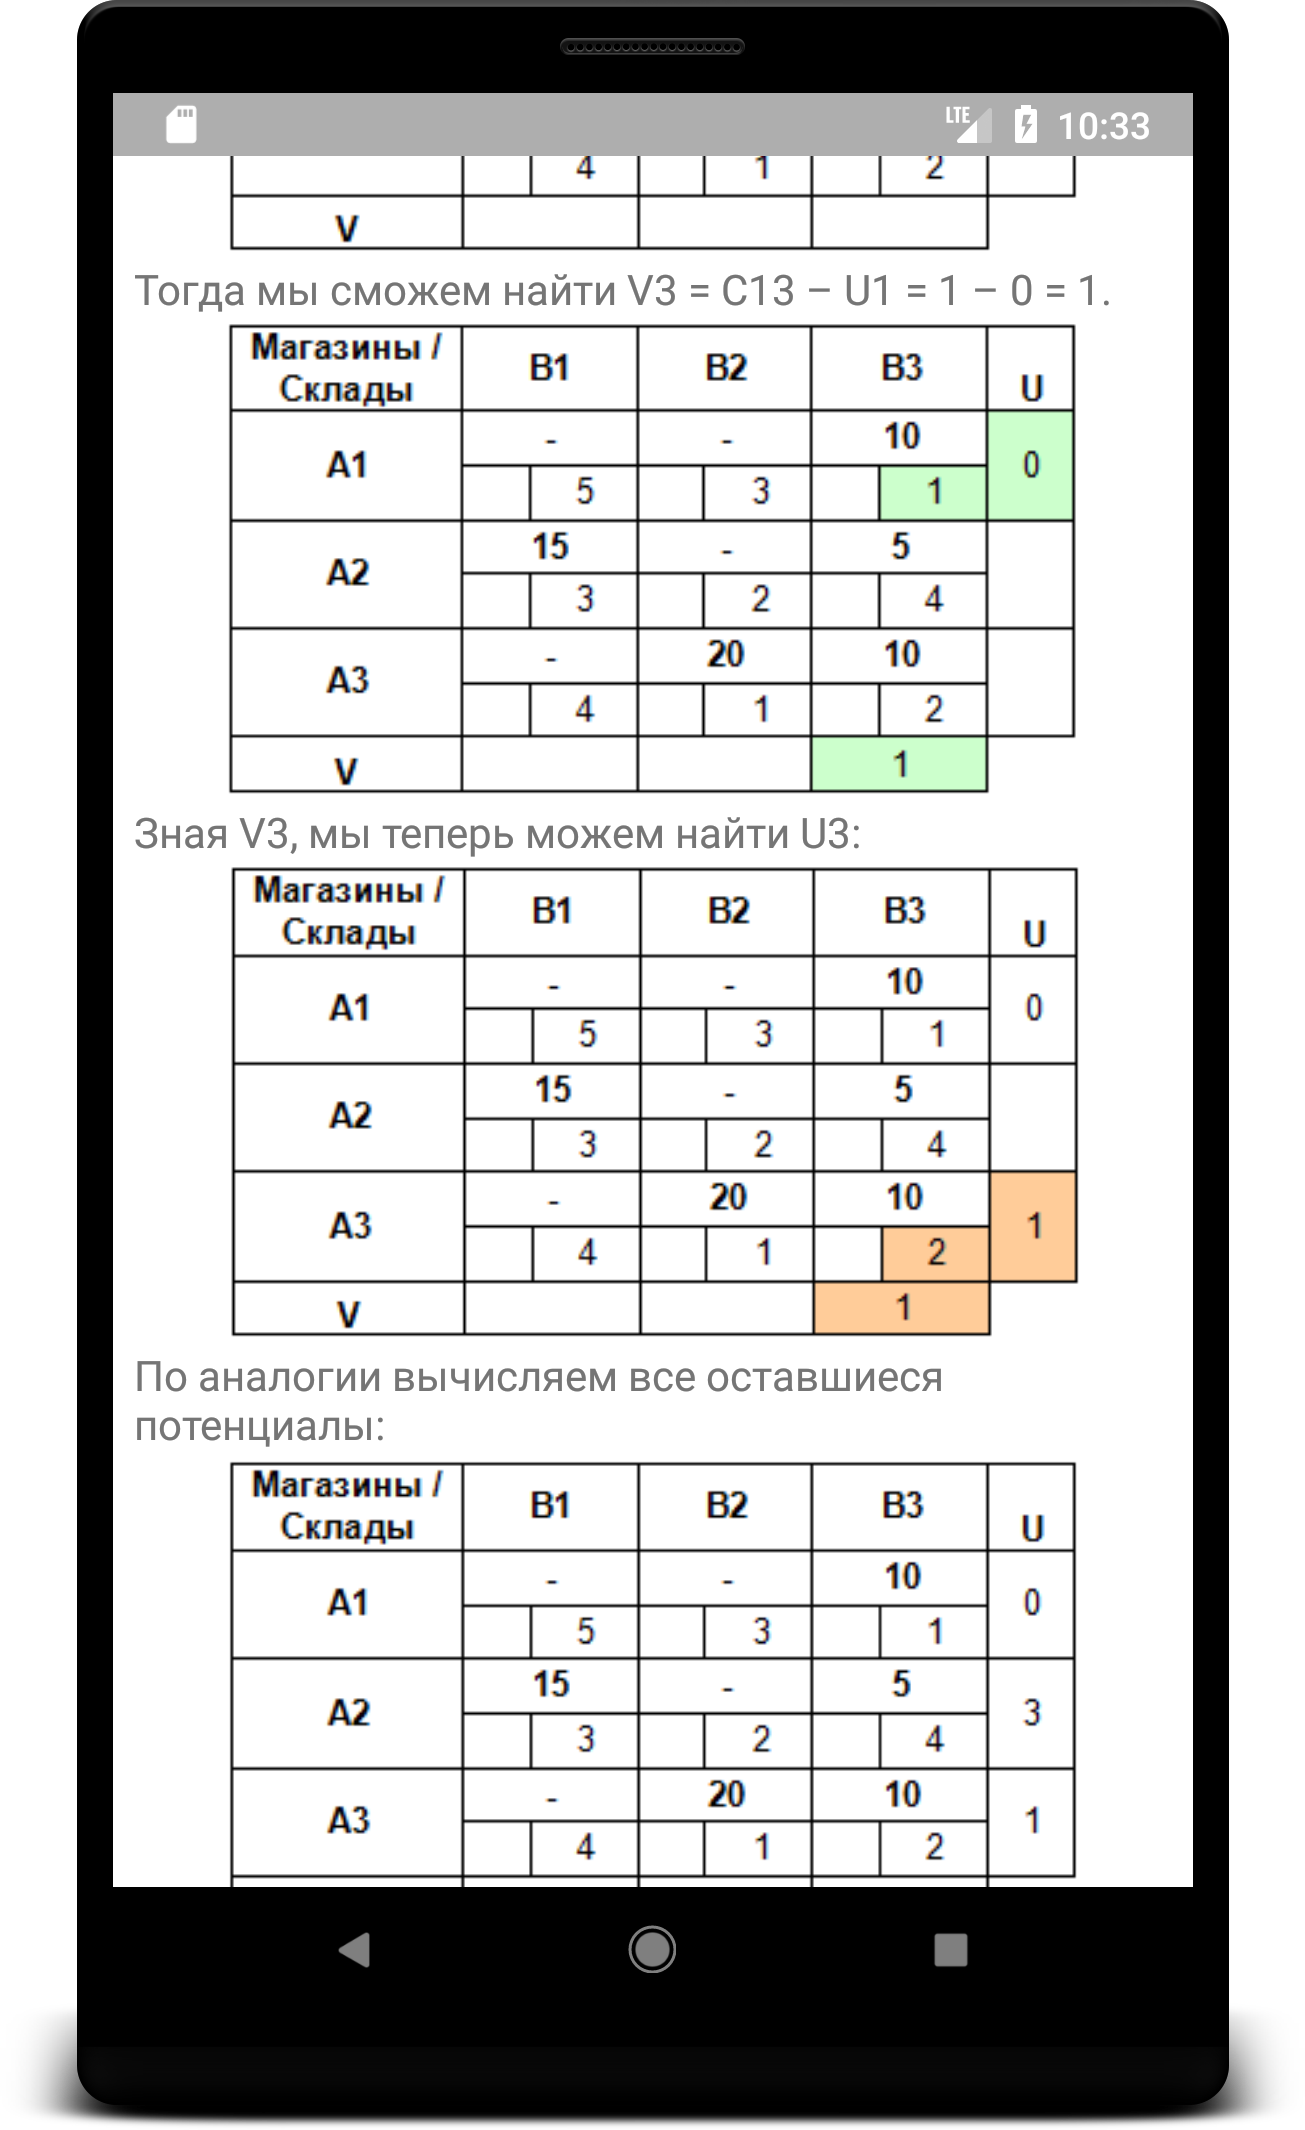 LTE 10:33
4 1 2
V
Тогда мы сможем найти V3 = C13 – U1 = 1 – 0 = 1.
Магазины / Склады B1 B2 B3 U
A1 - - 10 0
5 3 1
A2 15 - 5
3 2 4
A3 - 20 10
4 1 2
V 1
Зная V3, мы теперь можем найти U3:
Магазины / Склады B1 B2 B3 U
A1 - - 10 0
5 3 1
A2 15 - 5
3 2 4
A3 - 20 10 1
4 1 2
V 1
По аналогии вычисляем все оставшиеся
потенциалы:
Магазины / Склады B1 B2 B3 U
A1 - - 10 0
5 3 1
A2 15 - 5 3
3 2 4
A3 - 20 10 1
4 1 2